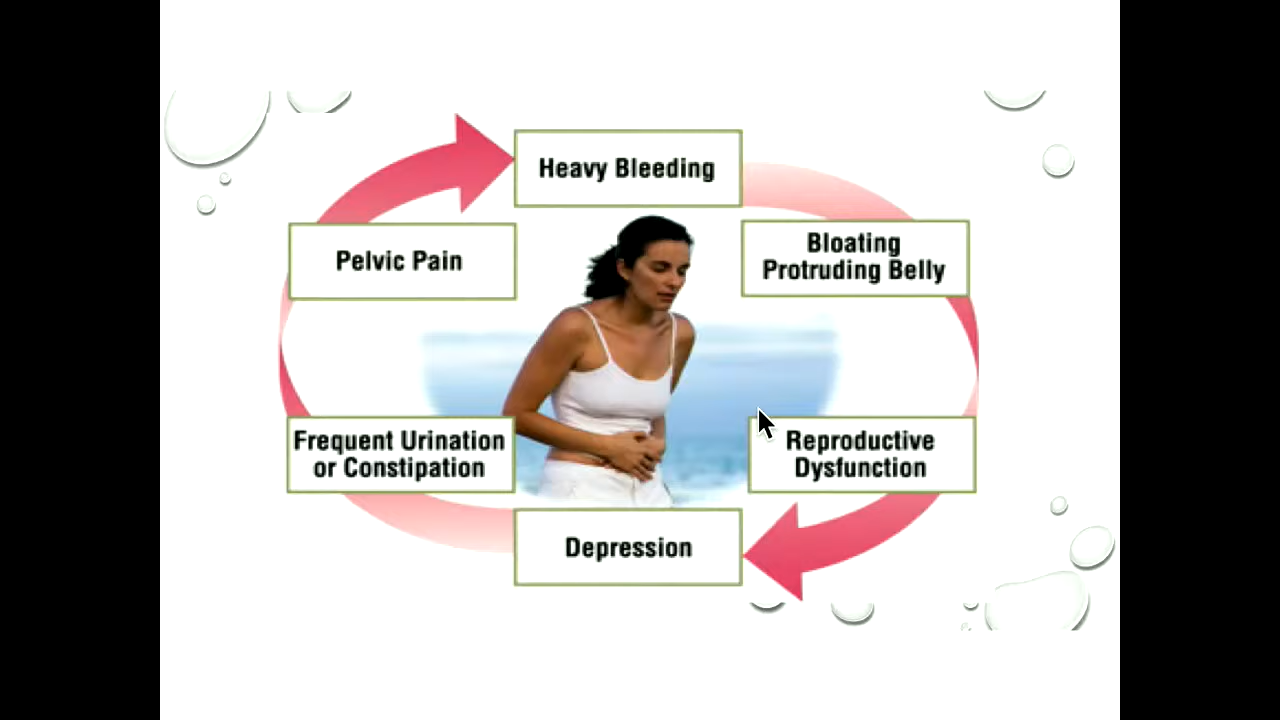 Heavy Bleeding
Bloating
Protruding Belly
Reproductive
Dysfunction
Depression
Frequent Urination
or Constipation
Pelvic Pain